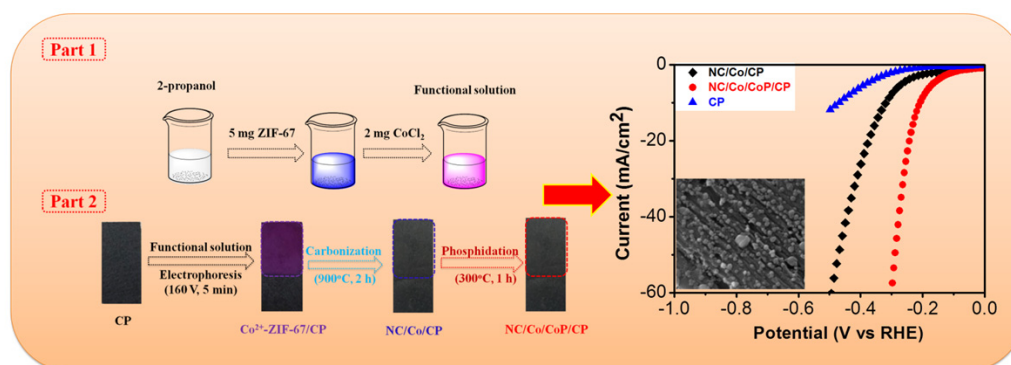 Part 1
2-propanol
Functional solution
5 mg ZIF-67
2 mg CoCl₂
Part 2
Functional solution
Electrophoresis
(160 V, 5 min)
Carbonization
(900°C, 2 h)
Phosphidation
(300°C, 1 h)
CP
Co²⁺-ZIF-67/CP
NC/Co/CP
NC/Co/CoP/CP
NC/Co/CP
NC/Co/CoP/CP
CP
Current (mA/cm²)
0
-20
-40
-60
-1.0
-0.8
-0.6
-0.4
-0.2
0.0
Potential (V vs RHE)